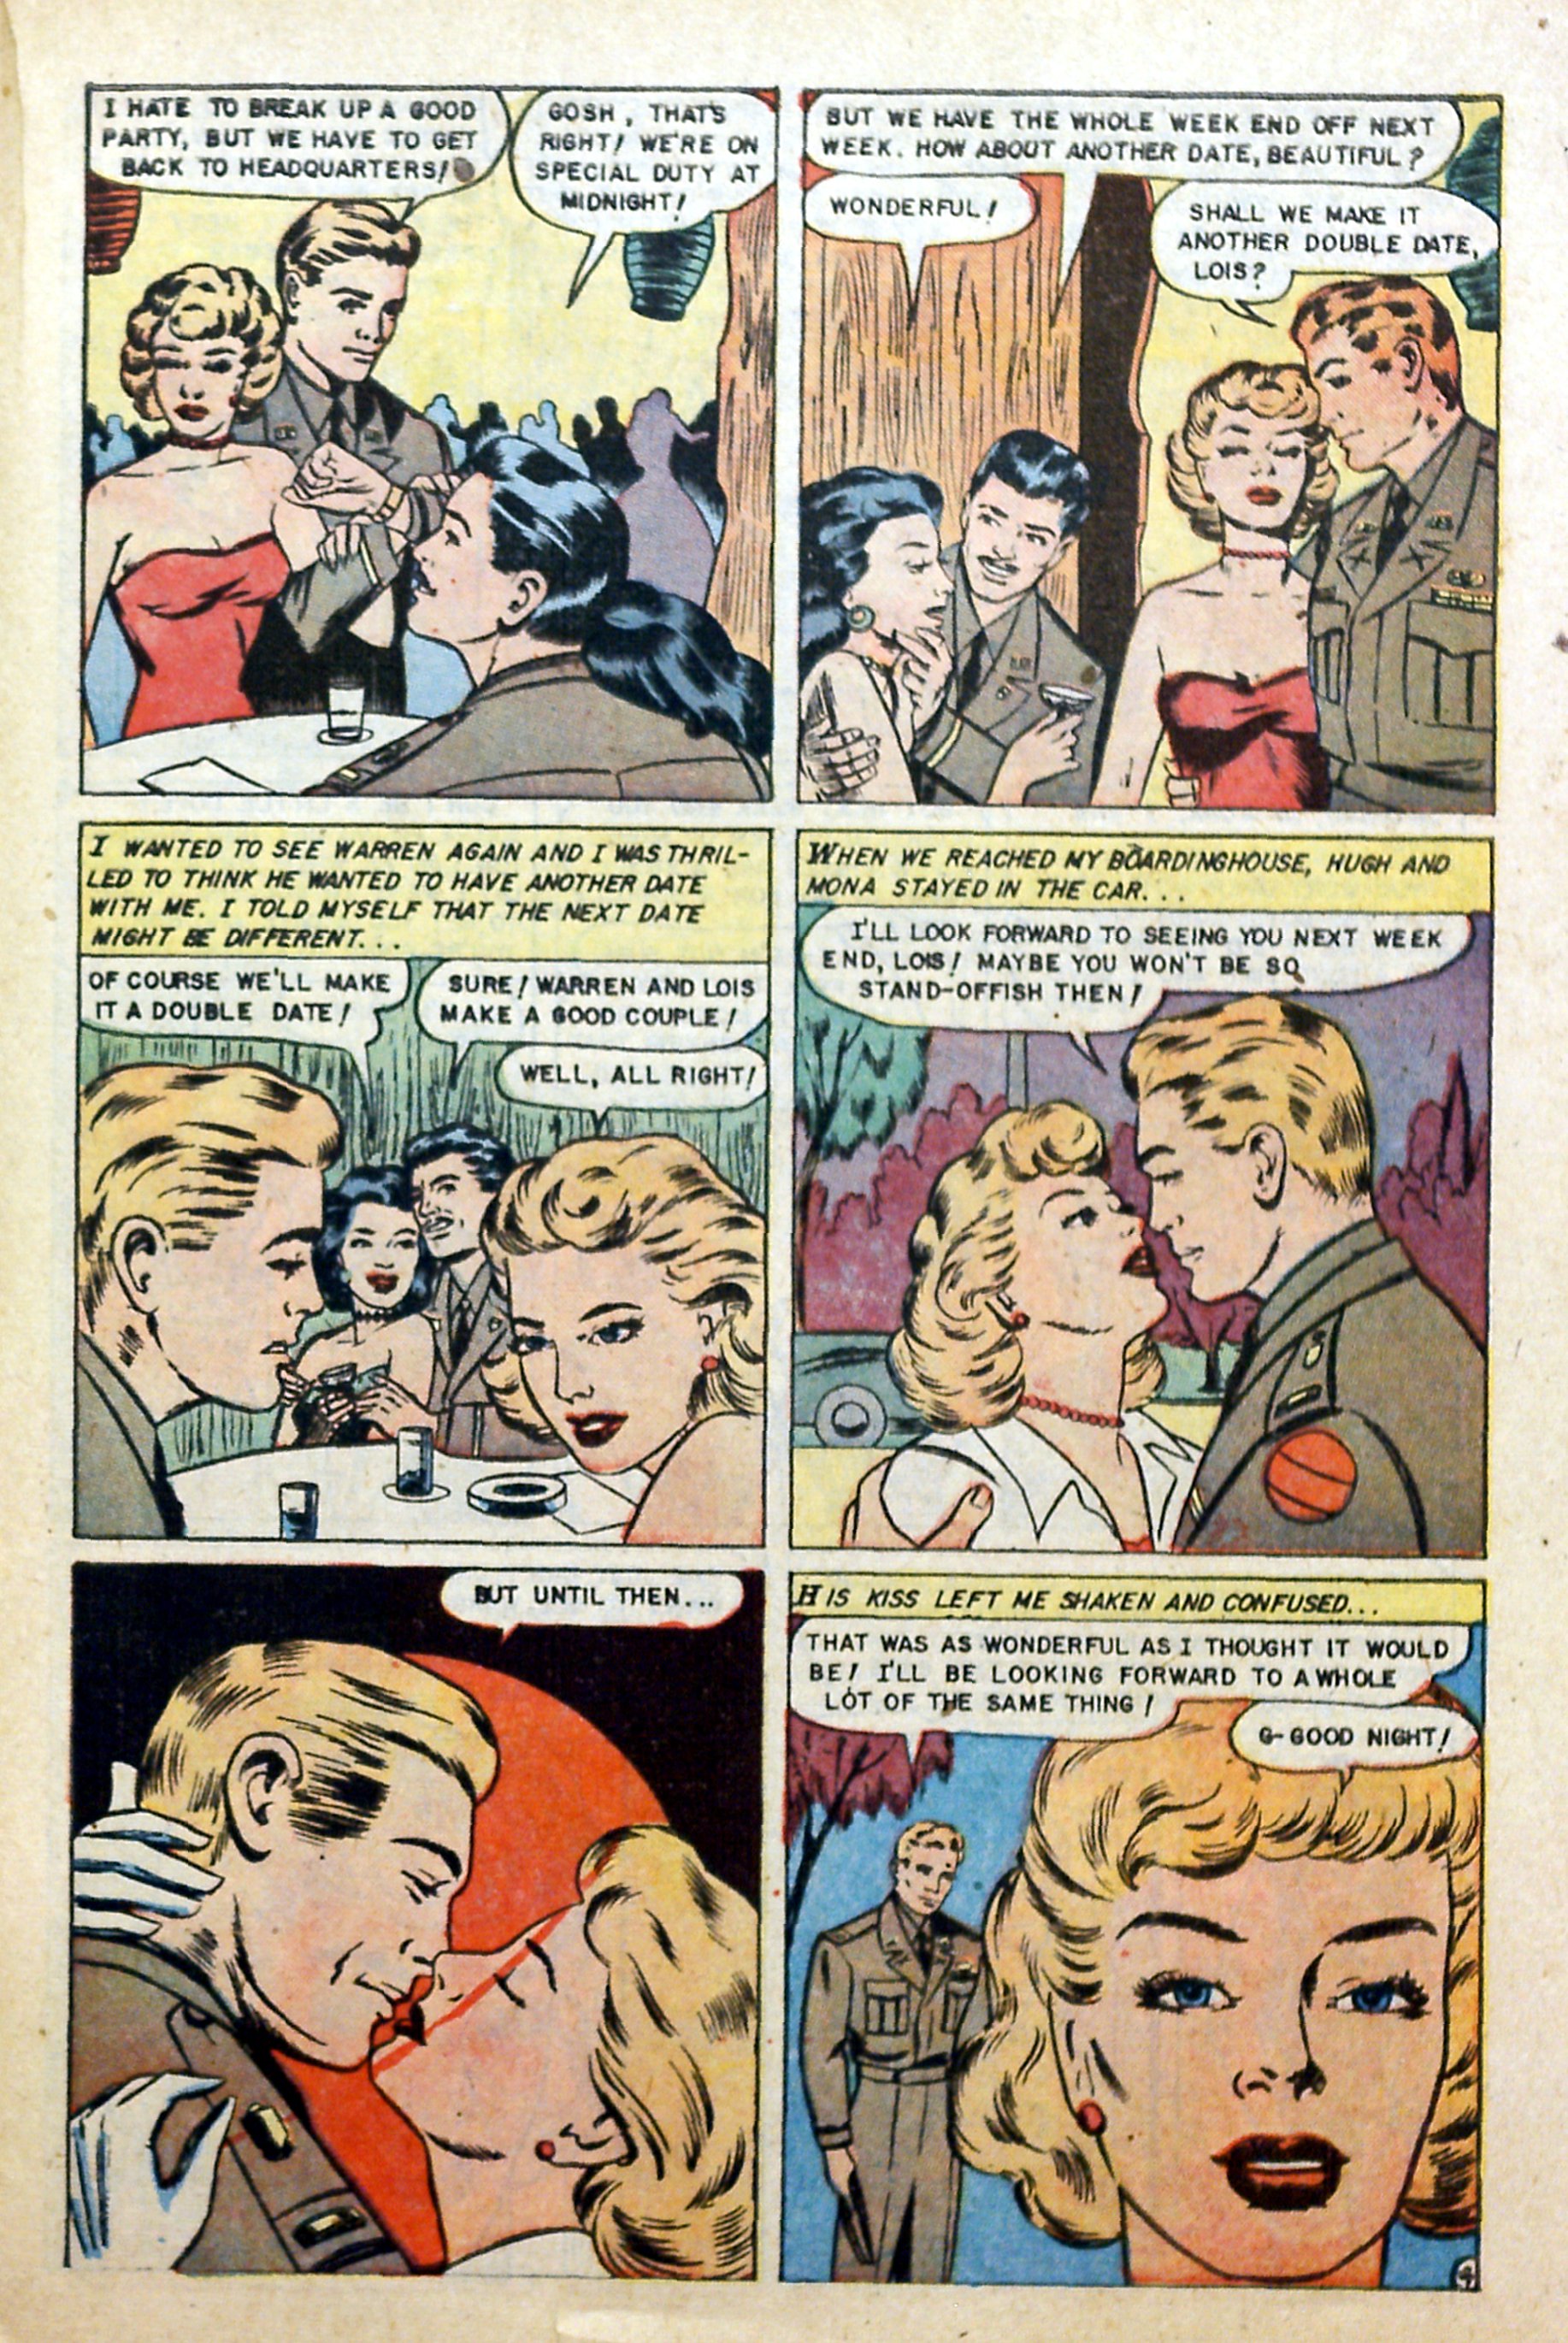 I HATE TO BREAK UP A GOOD
PARTY, BUT WE HAVE TO GET
BACK TO HEADQUARTERS!
GOSH, THAT'S
RIGHT! WE'RE ON
SPECIAL DUTY AT
MIDNIGHT!
BUT WE HAVE THE WHOLE WEEK END OFF NEXT
WEEK. HOW ABOUT ANOTHER DATE, BEAUTIFUL?
WONDERFUL!
SHALL WE MAKE IT
ANOTHER DOUBLE DATE,
LOIS?
I WANTED TO SEE WARREN AGAIN AND I WAS THRIL-
LED TO THINK HE WANTED TO HAVE ANOTHER DATE
WITH ME. I TOLD MYSELF THAT THE NEXT DATE
MIGHT BE DIFFERENT...
OF COURSE WE'LL MAKE
IT A DOUBLE DATE!
SURE! WARREN AND LOIS
MAKE A GOOD COUPLE!
WELL, ALL RIGHT!
WHEN WE REACHED MY BOARDINGHOUSE, HUGH AND
MONA STAYED IN THE CAR...
I'LL LOOK FORWARD TO SEEING YOU NEXT WEEK
END, LOIS! MAYBE YOU WON'T BE SO
STAND-OFFISH THEN!
BUT UNTIL THEN...
HIS KISS LEFT ME SHAKEN AND CONFUSED...
THAT WAS AS WONDERFUL AS I THOUGHT IT WOULD
BE! I'LL BE LOOKING FORWARD TO A WHOLE
LOT OF THE SAME THING!
G-GOOD NIGHT!
4